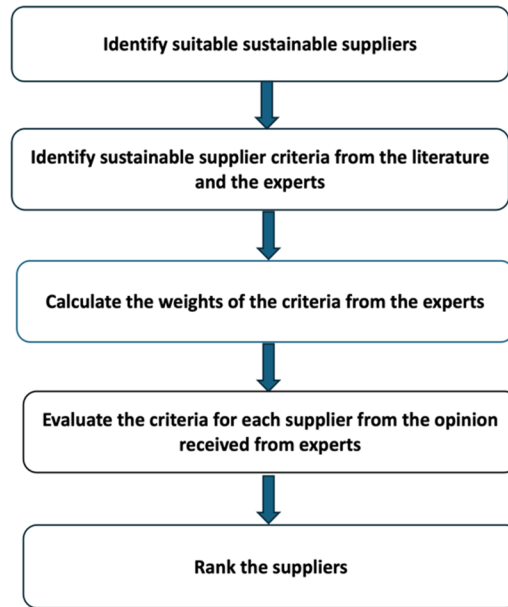 Identify suitable sustainable suppliers
Identify sustainable supplier criteria from the literature
and the experts
Calculate the weights of the criteria from the experts
Evaluate the criteria for each supplier from the opinion
received from experts
Rank the suppliers